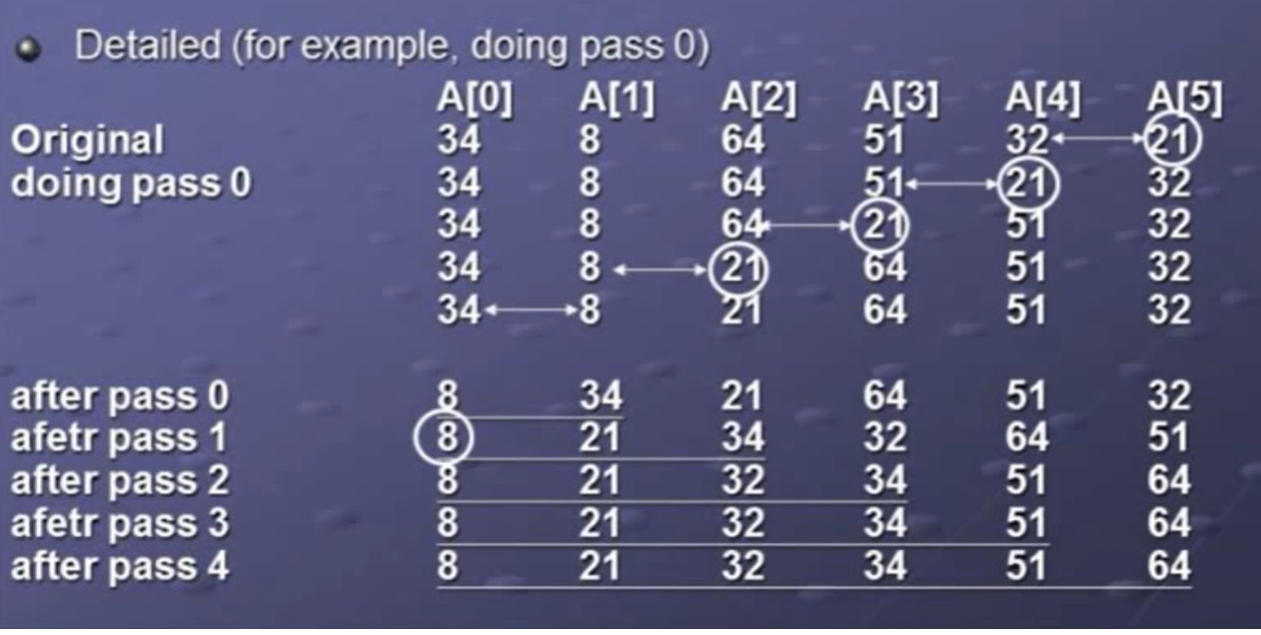 Detailed (for example, doing pass 0)
A[0] A[1] A[2] A[3] A[4] A[5]
Original 34 8 64 51 32 21
doing pass 0 34 8 64 51 21 32
34 8 64 21 51 32
34 8 21 64 51 32
34 8 21 64 51 32
after pass 0 8 34 21 64 51 32
afetr pass 1 8 21 34 32 64 51
after pass 2 8 21 32 34 51 64
afetr pass 3 8 21 32 34 51 64
after pass 4 8 21 32 34 51 64